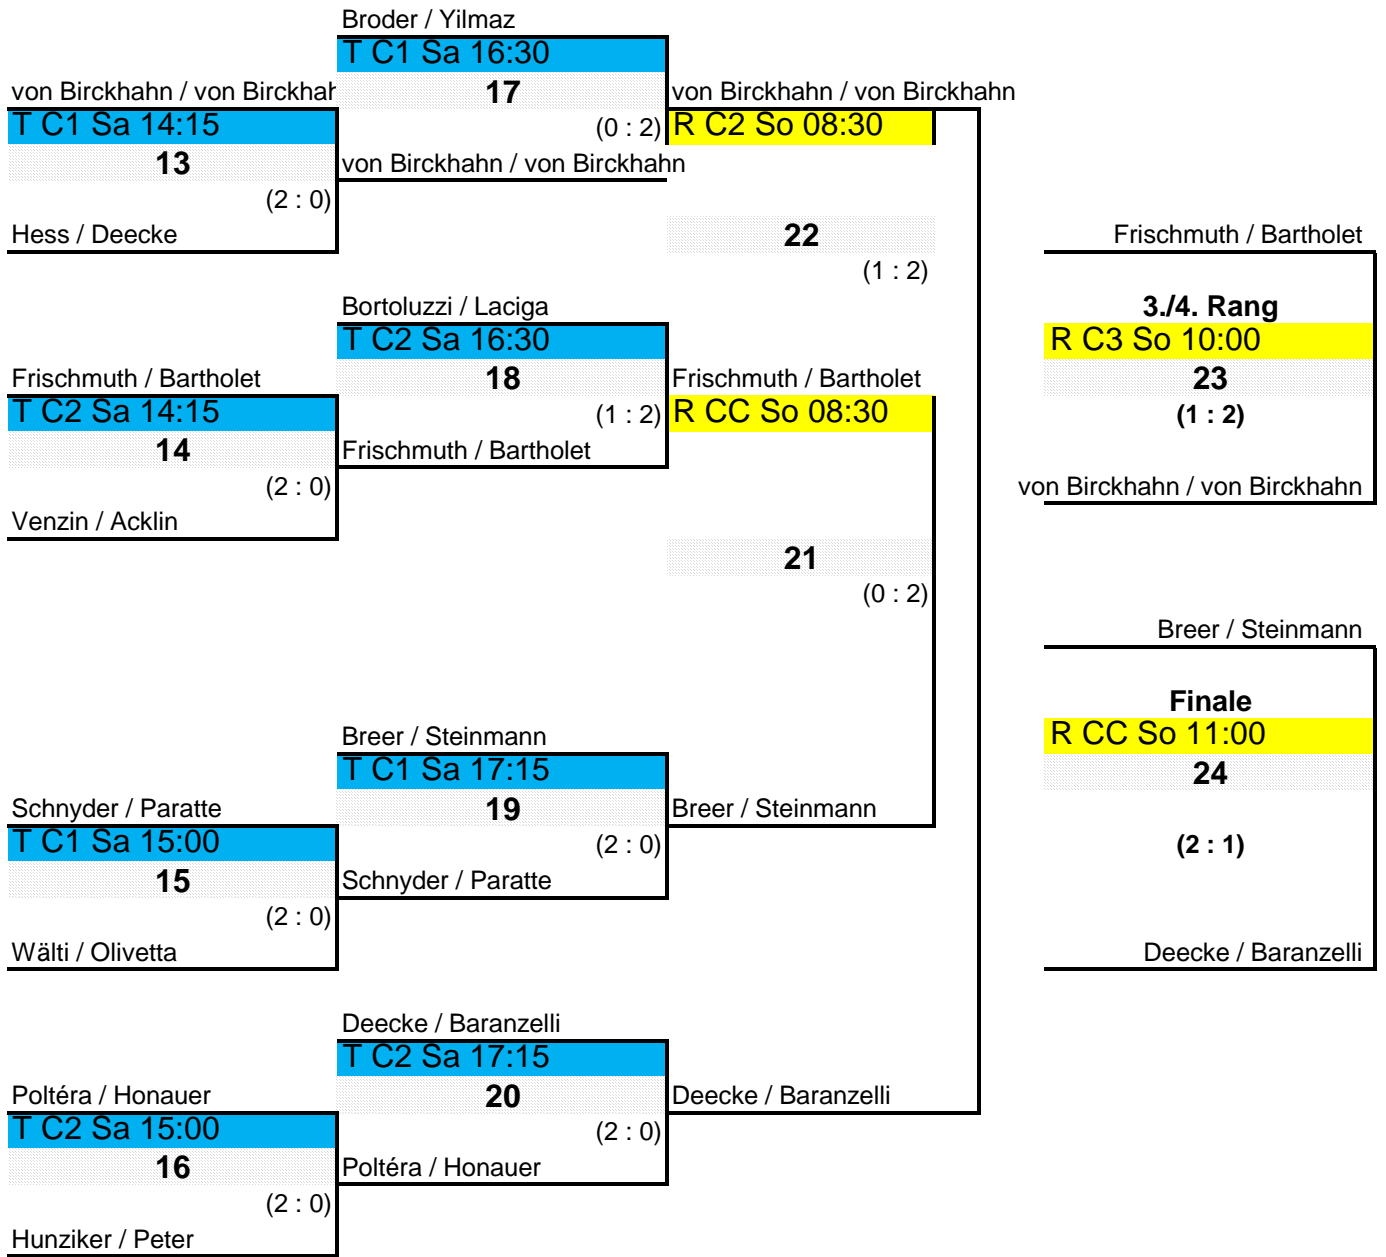 Broder / Yilmaz
T C1 Sa 16:30
von Birckhahn / von Birckhah
17
von Birckhahn / von Birckhahn
T C1 Sa 14:15
(0 : 2)
R C2 So 08:30
13
von Birckhahn / von Birckhahn
(2 : 0)
Hess / Deecke
22
Frischmuth / Bartholet
(1 : 2)
Bortoluzzi / Laciga
3./4. Rang
T C2 Sa 16:30
R C3 So 10:00
Frischmuth / Bartholet
18
Frischmuth / Bartholet
23
T C2 Sa 14:15
(1 : 2)
R CC So 08:30
(1 : 2)
14
Frischmuth / Bartholet
(2 : 0)
von Birckhahn / von Birckhahn
Venzin / Acklin
21
(0 : 2)
Breer / Steinmann
Finale
Breer / Steinmann
R CC So 11:00
T C1 Sa 17:15
24
Schnyder / Paratte
19
Breer / Steinmann
T C1 Sa 15:00
(2 : 0)
(2 : 1)
15
Schnyder / Paratte
(2 : 0)
Wälti / Olivetta
Deecke / Baranzelli
Deecke / Baranzelli
T C2 Sa 17:15
Poltéra / Honauer
20
Deecke / Baranzelli
T C2 Sa 15:00
(2 : 0)
16
Poltéra / Honauer
(2 : 0)
Hunziker / Peter